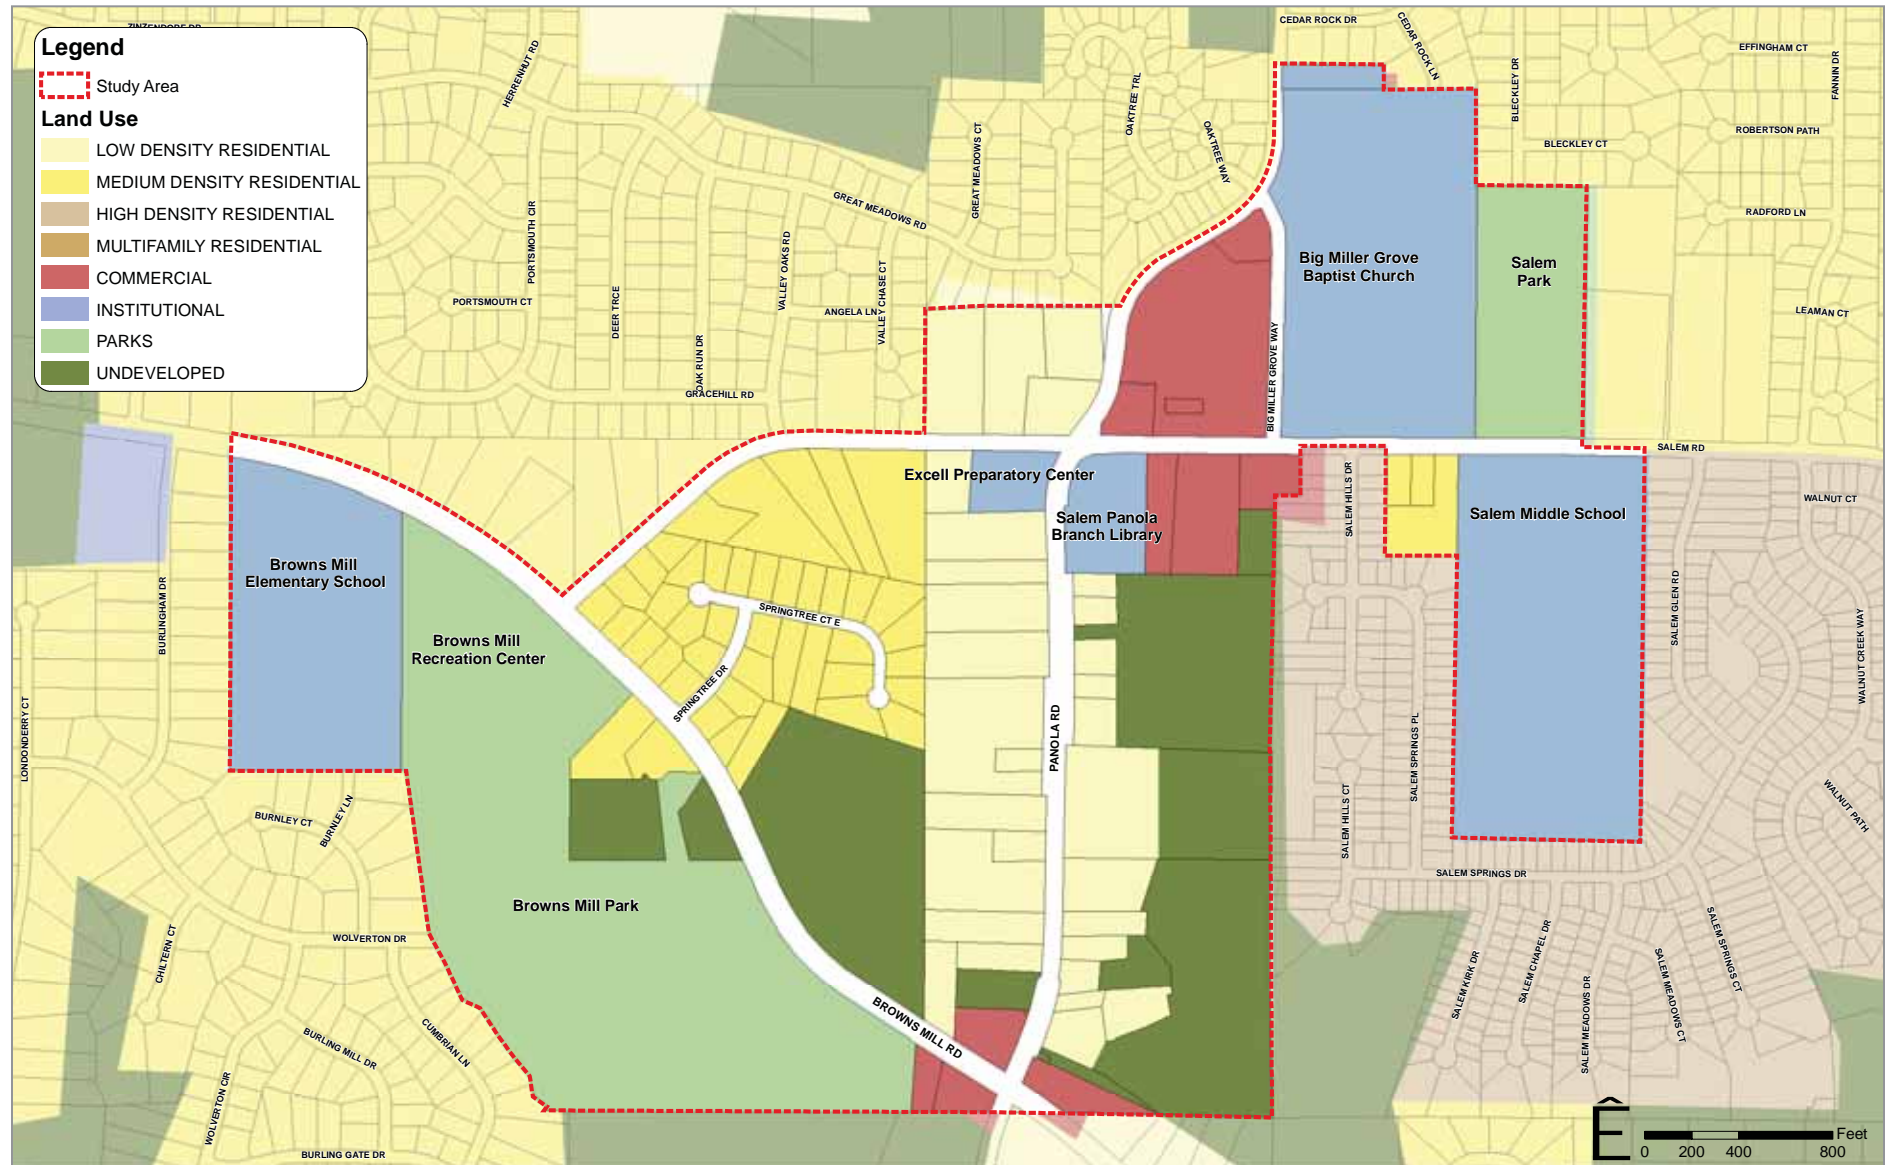 ZINZENDORF DR
Legend
Study Area
Land Use
LOW DENSITY RESIDENTIAL
MEDIUM DENSITY RESIDENTIAL
HIGH DENSITY RESIDENTIAL
MULTIFAMILY RESIDENTIAL
COMMERCIAL
INSTITUTIONAL
PARKS
UNDEVELOPED
HERRENHUT RD
CEDAR ROCK DR
CEDAR ROCK LN
BLECKLEY DR
EFFINGHAM CT
FANNIN DR
ROBERTSON PATH
BLECKLEY CT
RADFORD LN
LEAMAN CT
OAKTREE TRL
OAKTREE WAY
GREAT MEADOWS CT
GREAT MEADOWS RD
PORTSMOUTH CIR
PORTSMOUTH CT
DEER TRCE
VALLEY OAKS RD
ANGELA LN
VALLEY CHASE CT
OAK RUN DR
GRACEHILL RD
Big Miller Grove
Baptist Church
Salem
Park
BIG MILLER GROVE WAY
SALEM RD
Excell Preparatory Center
Salem Panola
Branch Library
SALEM HILLS DR
Salem Middle School
WALNUT CT
SALEM GLEN RD
WALNUT CREEK WAY
WALNUT PATH
Browns Mill
Elementary School
BURLINGHAM DR
LONDONDERRY CT
Browns Mill
Recreation Center
SPRINGTREE CT E
SPRINGTREE DR
PANOLA RD
SALEM SPRINGS PL
SALEM HILLS CT
SALEM SPRINGS DR
BURNLEY CT
BURNLEY LN
Browns Mill Park
WOLVERTON DR
CHILTERN CT
CUMBRIAN LN
BURLING MILL DR
WOLVERTON CIR
BURLING GATE DR
BROWNS MILL RD
SALEM KIRK DR
SALEM CHAPEL DR
SALEM MEADOWS DR
SALEM MEADOWS CT
SALEM SPRINGS CT
Ê
Feet
0 200 400 800